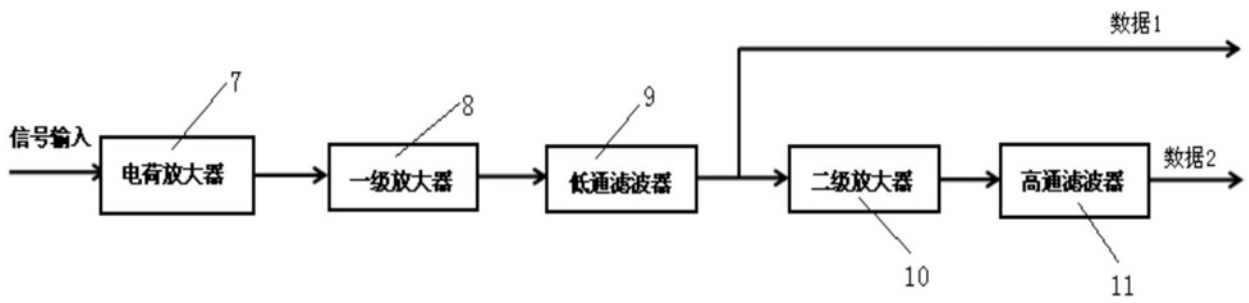 数据1
7
8
9
信号输入
电荷放大器
一级放大器
低通滤波器
二级放大器
高通滤波器
数据2
10
11